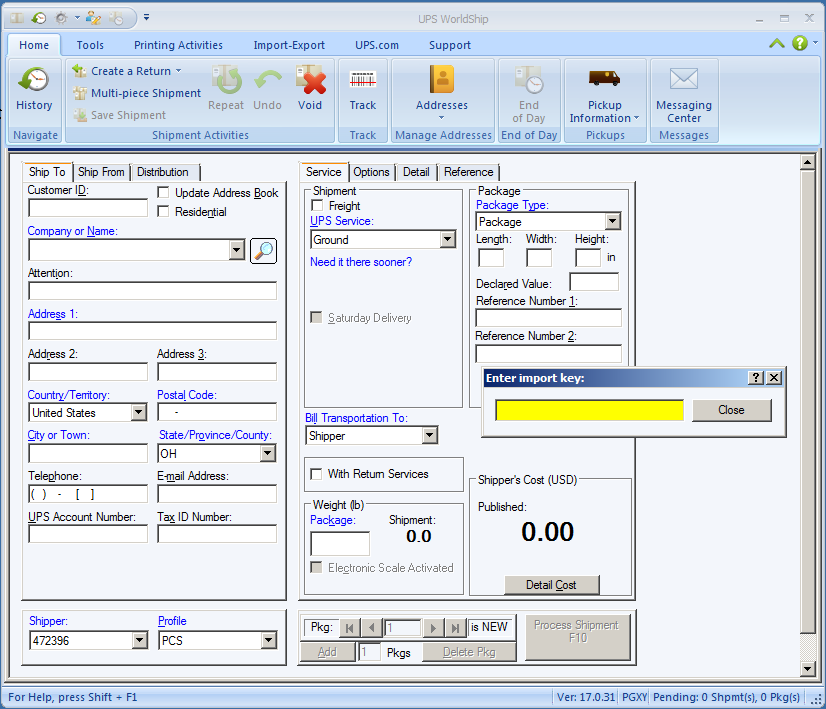 UPS WorldShip
Home Tools Printing Activities Import-Export UPS.com Support
History
Create a Return
Multi-piece Shipment
Save Shipment
Repeat Undo Void
Track
Addresses
End of Day
Pickup Information
Messaging Center
Navigate Shipment Activities Track Manage Addresses End of Day Pickups Messages
Ship To Ship From Distribution
Customer ID:
Update Address Book
Residential
Company or Name:
Attention:
Address 1:
Address 2: Address 3:
Country/Territory: Postal Code:
United States -
City or Town: State/Province/County:
OH
Telephone: E-mail Address:
( ) - [ ]
UPS Account Number: Tax ID Number:
Shipper: Profile
472396 PCS
Service Options Detail Reference
Shipment
Freight
UPS Service:
Ground
Need it there sooner?
Saturday Delivery
Bill Transportation To:
Shipper
With Return Services
Weight (lb)
Package: Shipment:
0.0
Electronic Scale Activated
Package
Package Type:
Package
Length: Width: Height:
in
Declared Value:
Reference Number 1:
Reference Number 2:
Enter import key: ?
Close
Shipper's Cost (USD)
Published:
0.00
Detail Cost
Pkg: 1 is NEW
Add 1 Pkgs Delete Pkg
Process Shipment
F10
For Help, press Shift + F1 Ver: 17.0.31 PGXY Pending: 0 Shpmt(s), 0 Pkg(s)